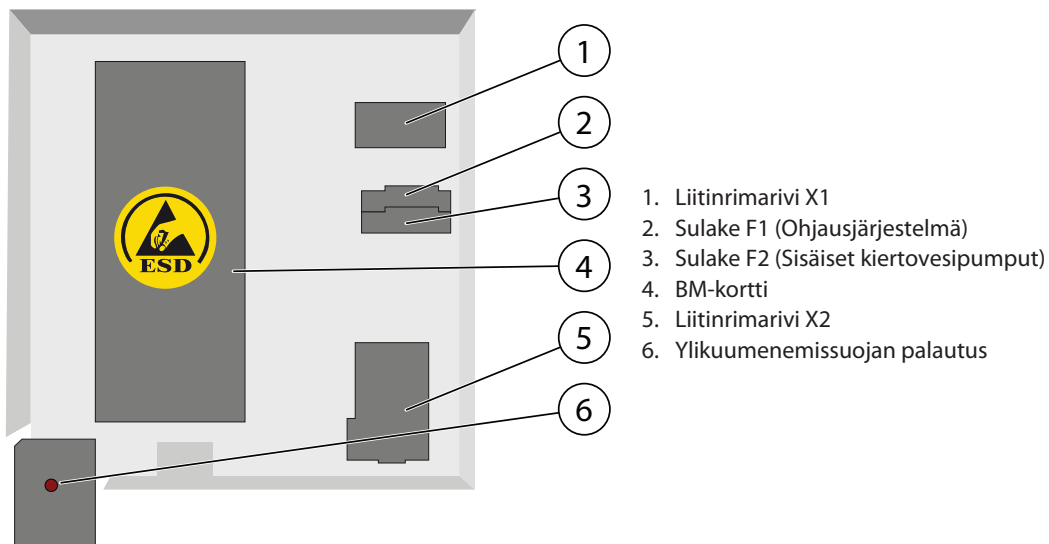 1
2
3
4
5
6
ESD
1. Liitinrimarivi X1
2. Sulake F1 (Ohjausjärjestelmä)
3. Sulake F2 (Sisäiset kiertovesipumput)
4. BM-kortti
5. Liitinrimarivi X2
6. Ylikuumenemissuojan palautus